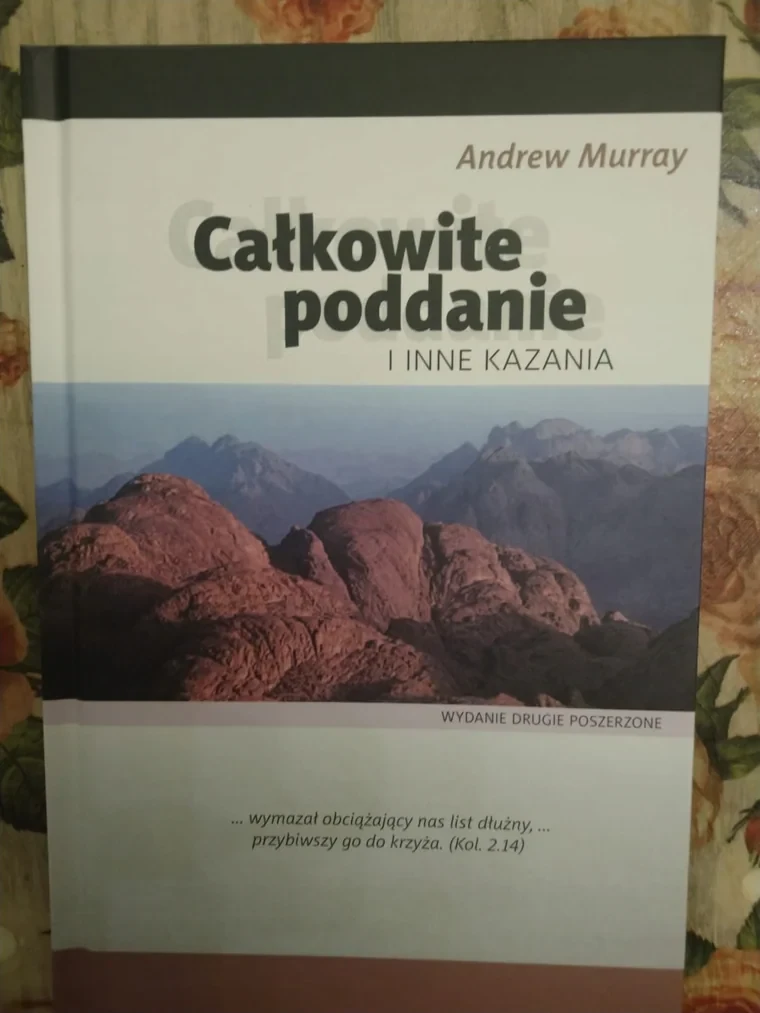 Andrew Murray
Całkowite
poddanie
I INNE KAZANIA
WYDANIE DRUGIE POSZERZONE
... wymazał obciążający nas list dłużny, ...
przybiwszy go do krzyża. (Kol. 2.14)